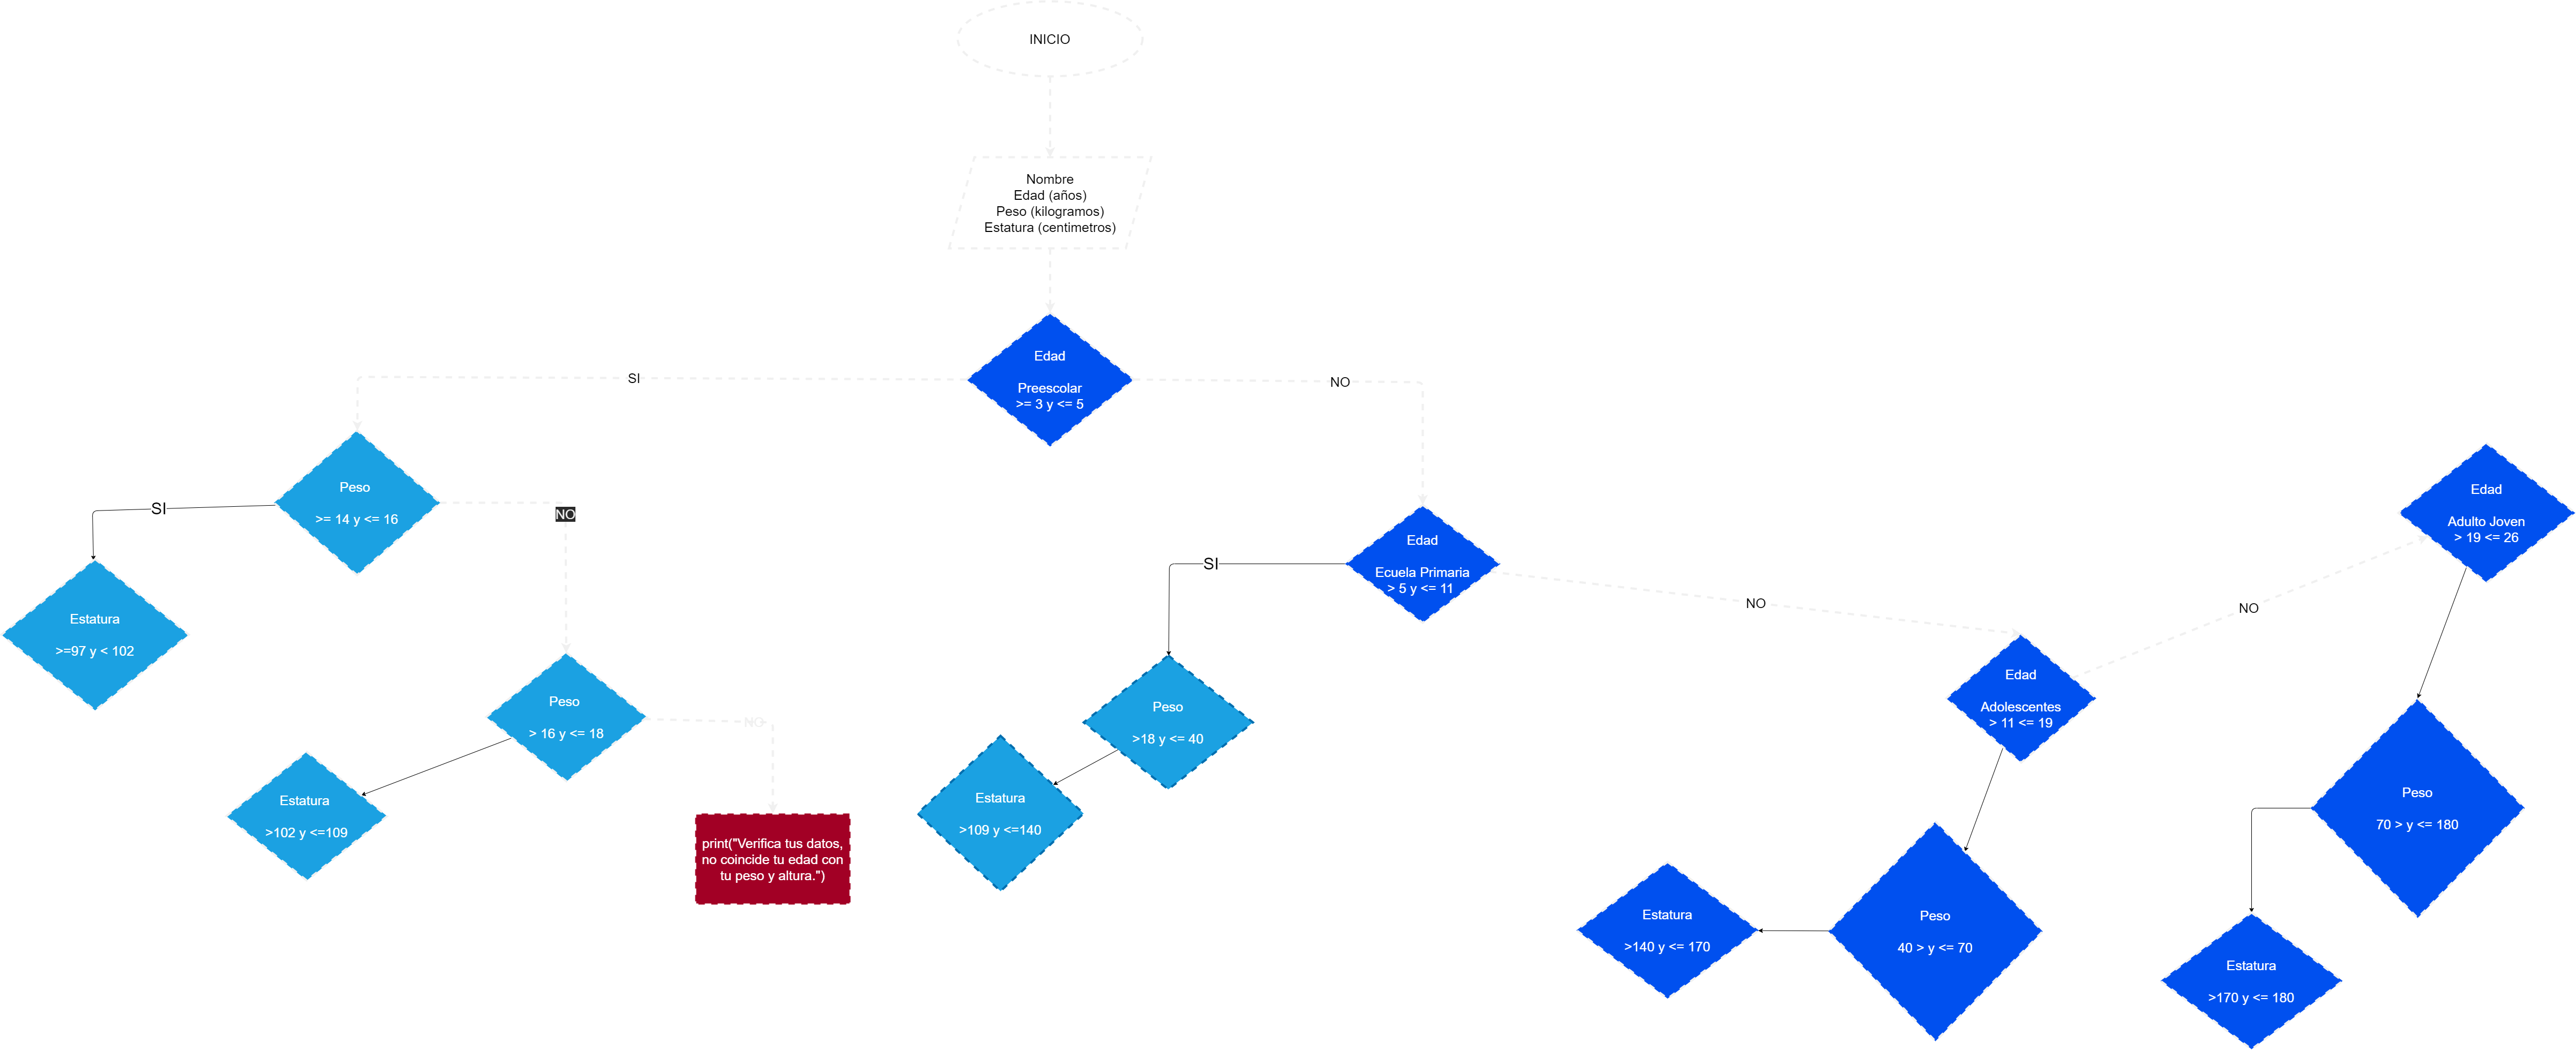 INICIO
Nombre
Edad (años)
Peso (kilogramos)
Estatura (centimetros)
Edad
Preescolar
>= 3 y <= 5
SI
NO
Peso
>= 14 y <= 16
SI
NO
Estatura
>=97 y < 102
Peso
> 16 y <= 18
NO
Estatura
>102 y <=109
print("Verifica tus datos,
no coincide tu edad con
tu peso y altura.")
Edad
Ecuela Primaria
> 5 y <= 11
SI
NO
Peso
>18 y <= 40
Estatura
>109 y <=140
Edad
Adolescentes
> 11 <= 19
NO
Peso
40 > y <= 70
Estatura
>140 y <= 170
Edad
Adulto Joven
> 19 <= 26
Peso
70 > y <= 180
Estatura
>170 y <= 180